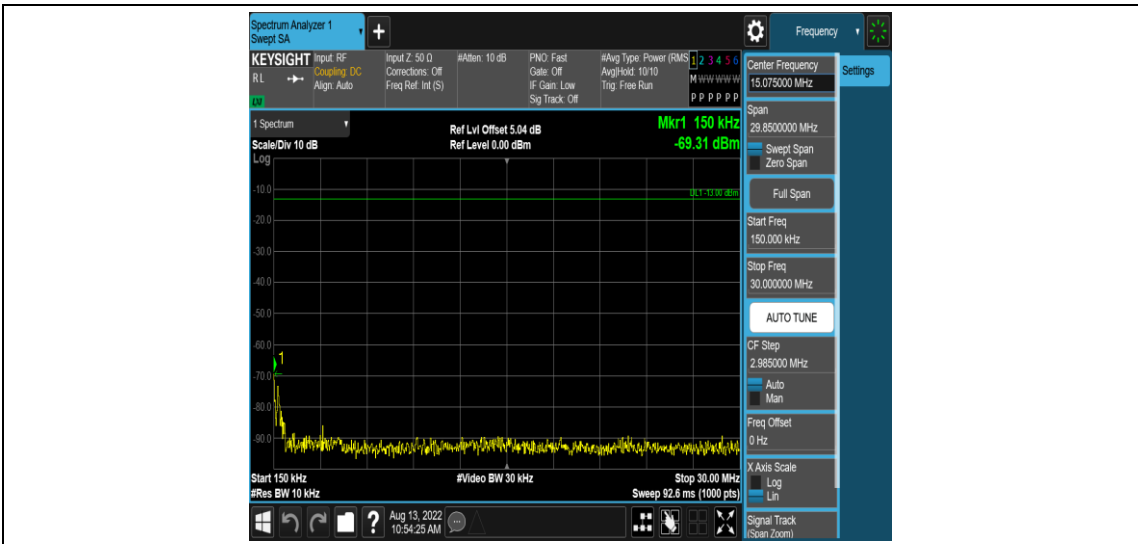 Spectrum Analyzer 1
Swept SA
+
Frequency
KEYSIGHT
RL
LNI
Input: RF
Coupling: DC
Align: Auto
Input Z: 50 Ω
Corrections: Off
Freq Ref: Int (S)
#Atten: 10 dB
PNO: Fast
Gate: Off
IF Gain: Low
Sig Track: Off
#Avg Type: Power (RMS
Avg|Hold: 10/10
Trig: Free Run
1 2 3 4 5 6
M W W W W W
P P P P P P
1 Spectrum
Scale/Div 10 dB
Log
Ref Lvl Offset 5.04 dB
Ref Level 0.00 dBm
Mkr1 150 kHz
-69.31 dBm
DL1 -13.00 dBm
-10.0
-20.0
-30.0
-40.0
-50.0
-60.0
1
-70.0
-80.0
-90.0
Start 150 kHz
#Video BW 30 kHz
Stop 30.00 MHz
#Res BW 10 kHz
Sweep 92.6 ms (1000 pts)
?
Aug 13, 2022
10:54:25 AM
Settings
Center Frequency
15.075000 MHz
Span
29.8500000 MHz
Swept Span
Zero Span
Full Span
Start Freq
150.000 kHz
Stop Freq
30.000000 MHz
AUTO TUNE
CF Step
2.985000 MHz
Auto
Man
Freq Offset
0 Hz
X Axis Scale
Log
Lin
Signal Track
(Span Zoom)